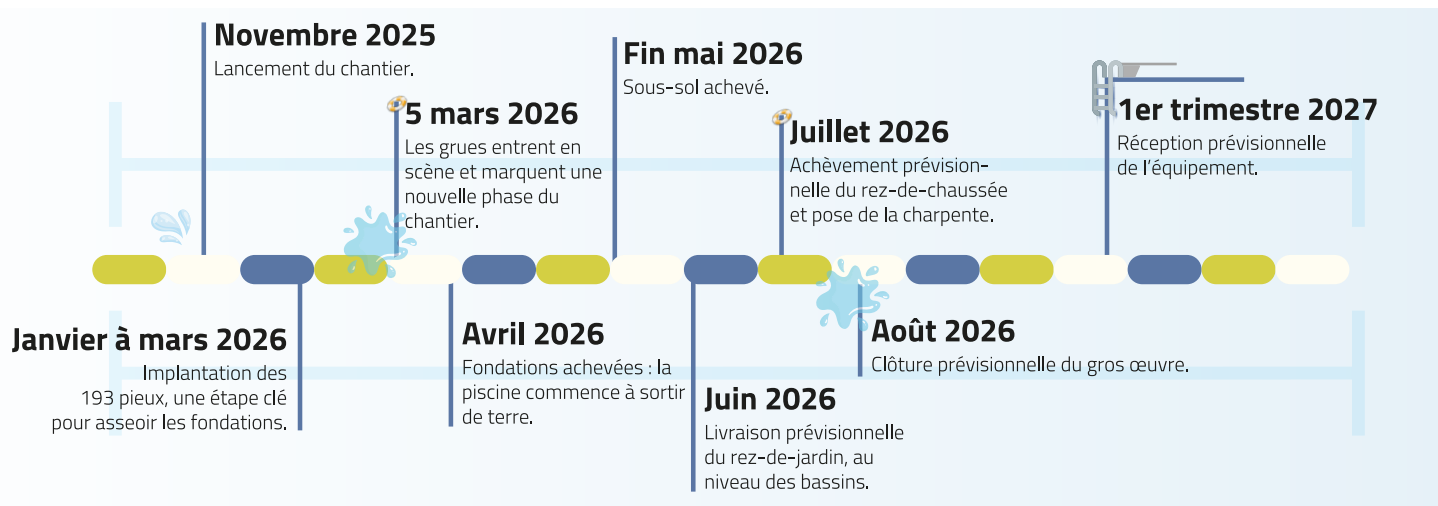 Novembre 2025
Lancement du chantier.
Janvier à mars 2026
Implantation des
193 pieux, une étape clé
pour asseoir les fondations.
5 mars 2026
Les grues entrent en
scène et marquent une
nouvelle phase du
chantier.
Avril 2026
Fondations achevées : la
piscine commence à sortir
de terre.
Fin mai 2026
Sous-sol achevé.
Juin 2026
Livraison prévisionnelle
du rez-de-jardin, au
niveau des bassins.
Juillet 2026
Achèvement prévision-
nelle du rez-de-chaussée
et pose de la charpente.
Août 2026
Clôture prévisionnelle du gros œuvre.
1er trimestre 2027
Réception prévisionnelle
de l’équipement.